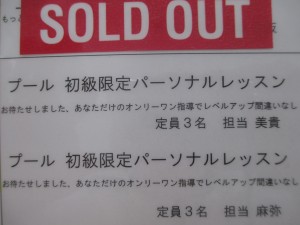 もっ
SOLD OUT
プール 初級限定パーソナルレッスン
お待たせしました、あなただけのオンリーワン指導でレベルアップ間違いなし
定員3名 担当 美貴
プール 初級限定パーソナルレッスン
お待たせしました、あなただけのオンリーワン指導でレベルアップ間違いなし
定員3名 担当 麻弥